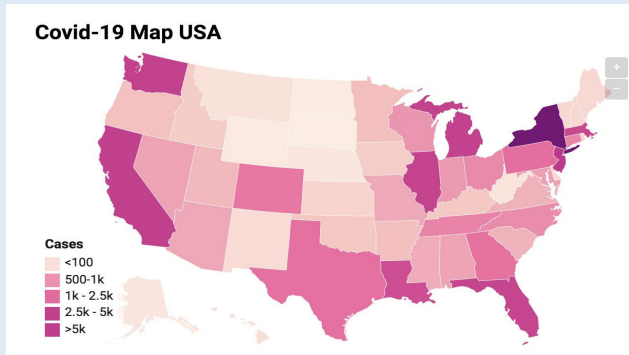 Covid-19 Map USA
+
−
Cases
<100
500-1k
1k - 2.5k
2.5k - 5k
>5k